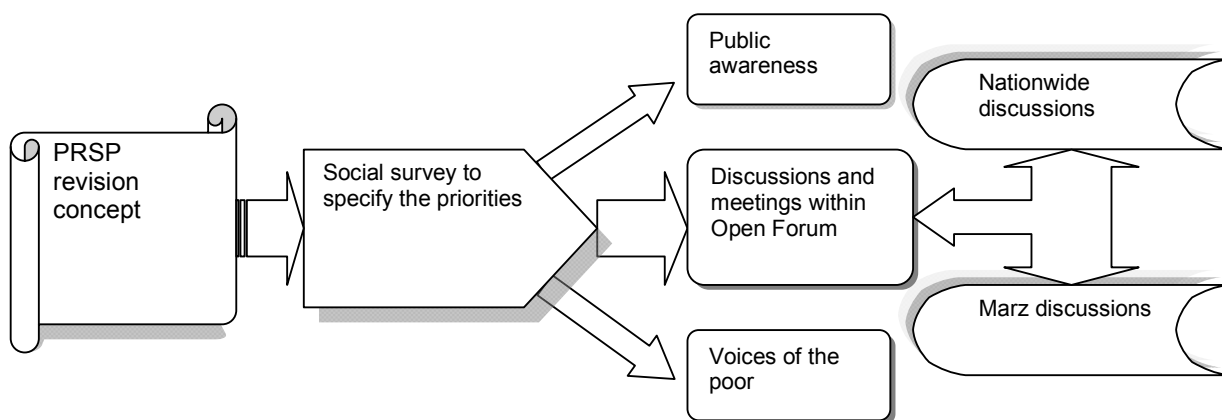 PRSP
revision
concept
Social survey to
specify the priorities
Public
awareness
Discussions and
meetings within
Open Forum
Voices of the
poor
Nationwide
discussions
Marz discussions